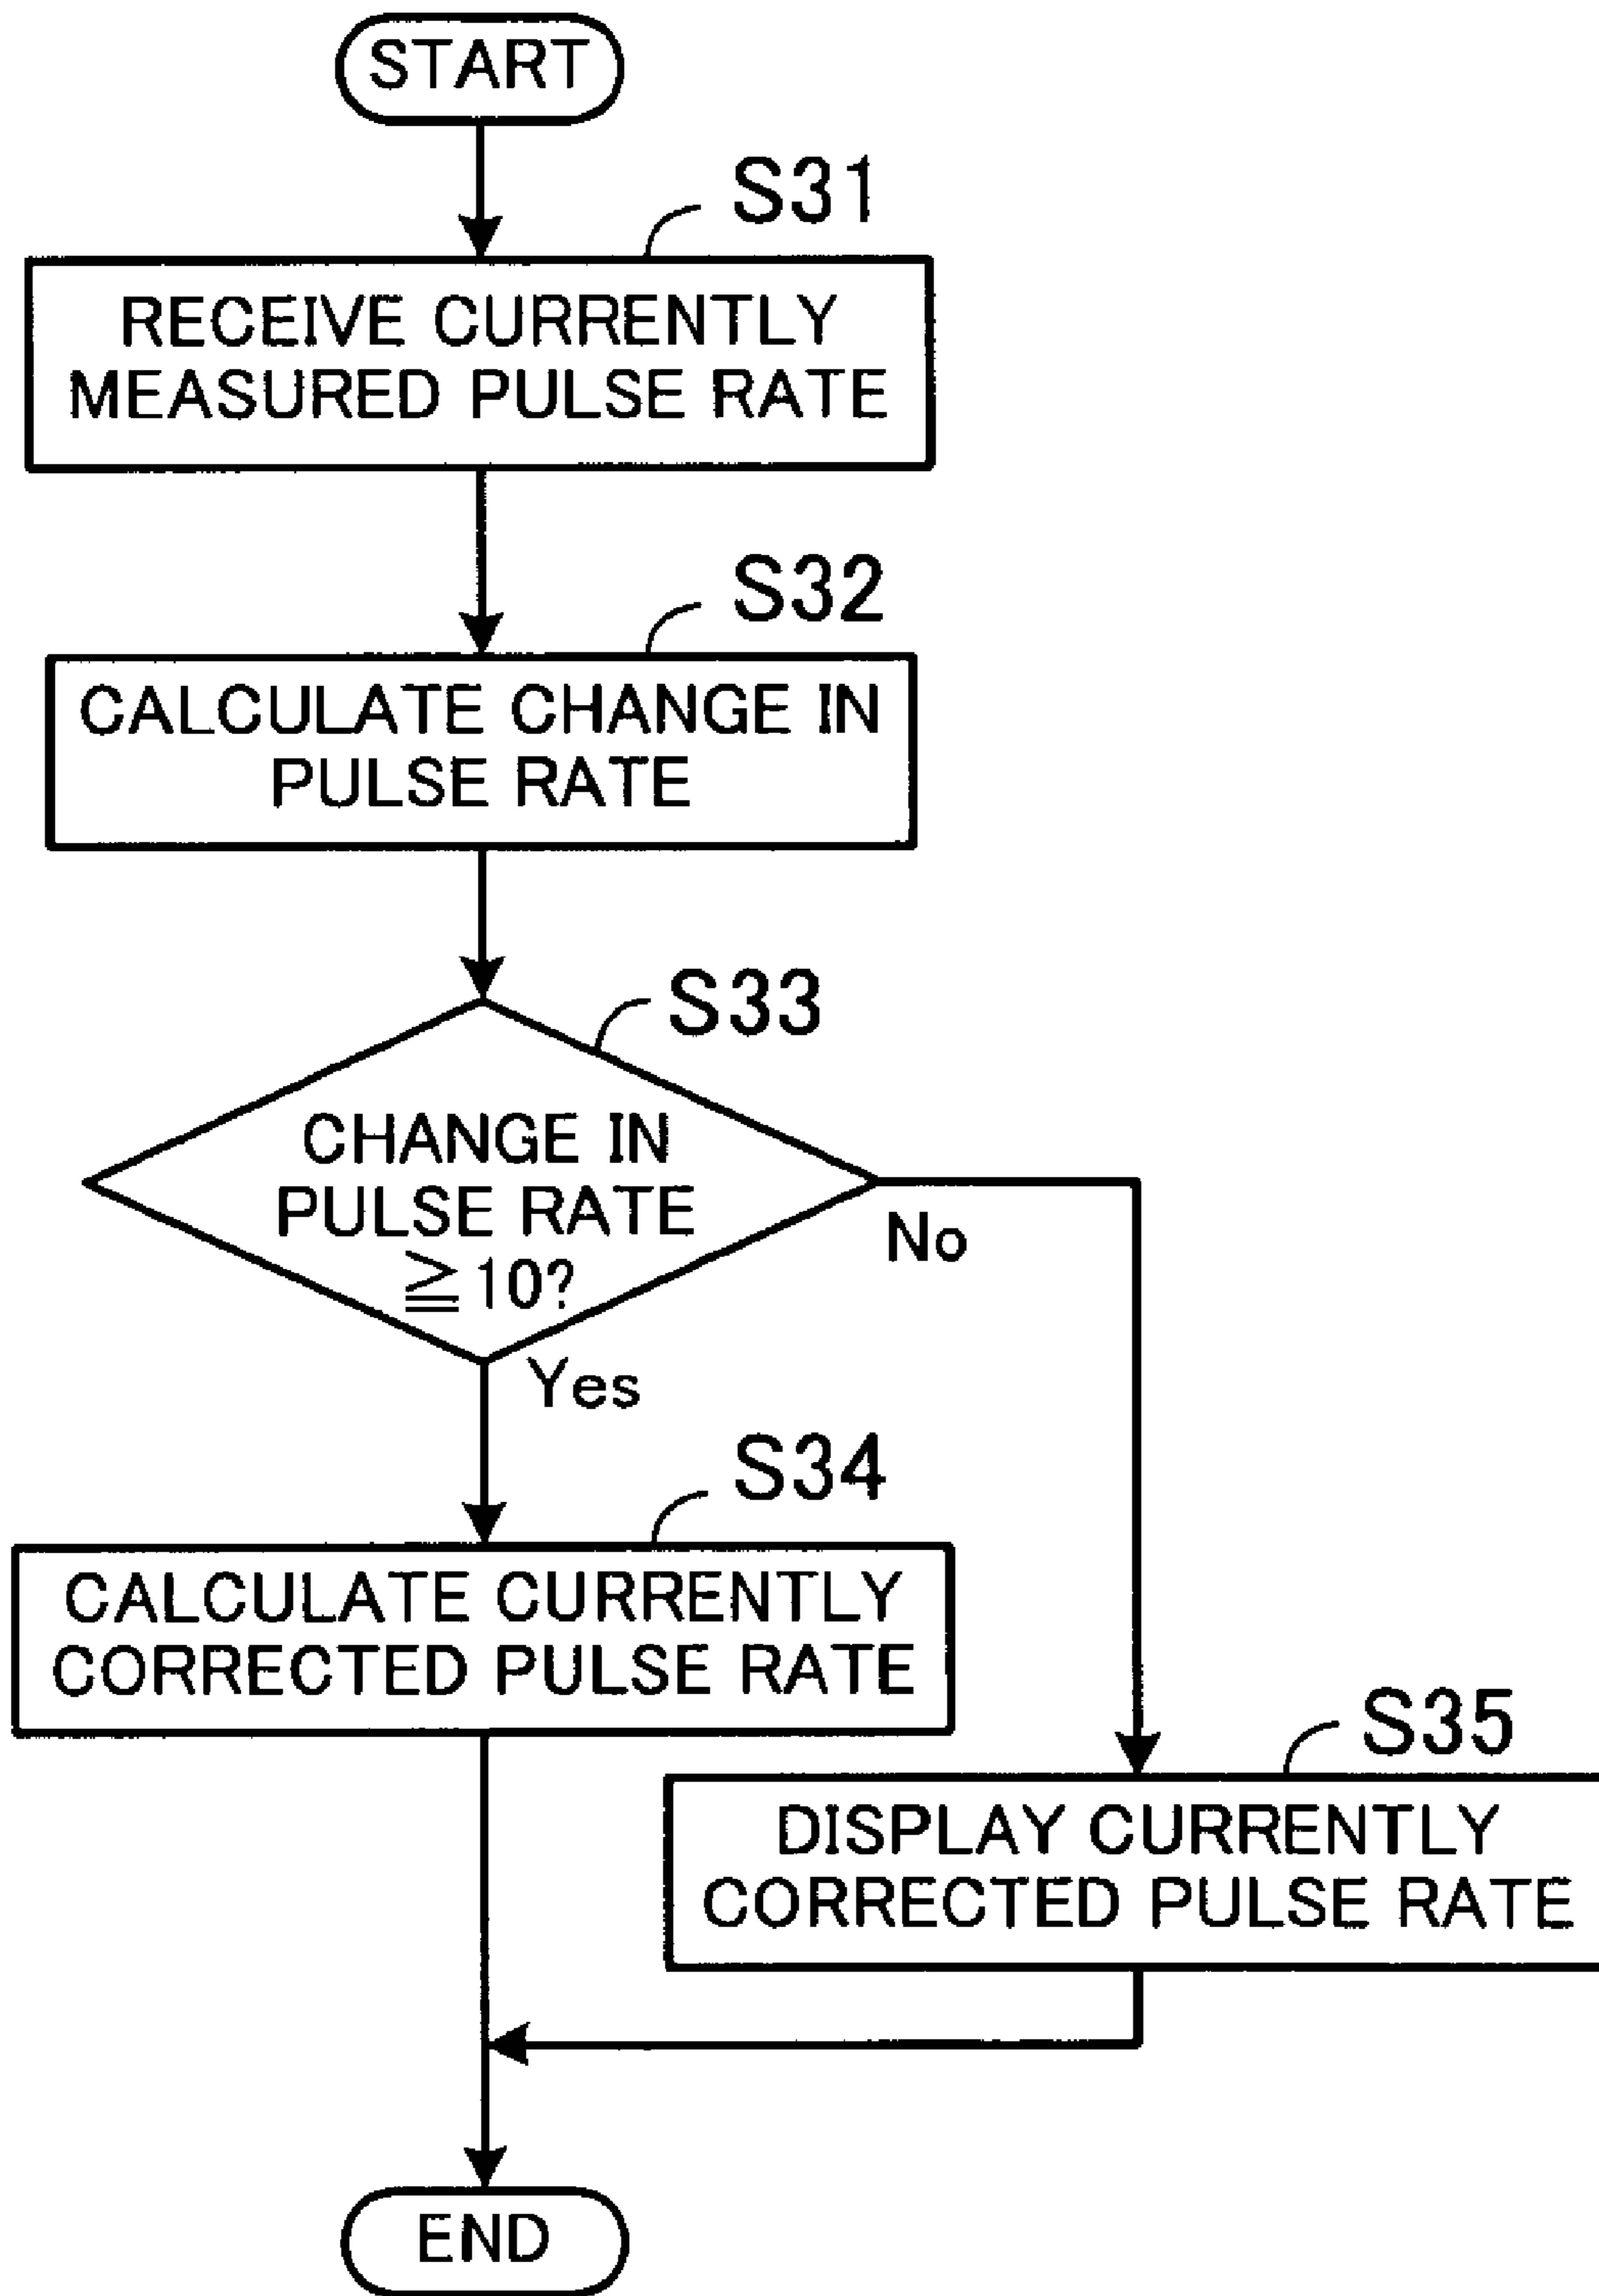 START
S31
RECEIVE CURRENTLY
MEASURED PULSE RATE
S32
CALCULATE CHANGE IN
PULSE RATE
S33
CHANGE IN
PULSE RATE
≧10?
No
Yes
S34
CALCULATE CURRENTLY
CORRECTED PULSE RATE
S35
DISPLAY CURRENTLY
CORRECTED PULSE RATE
END